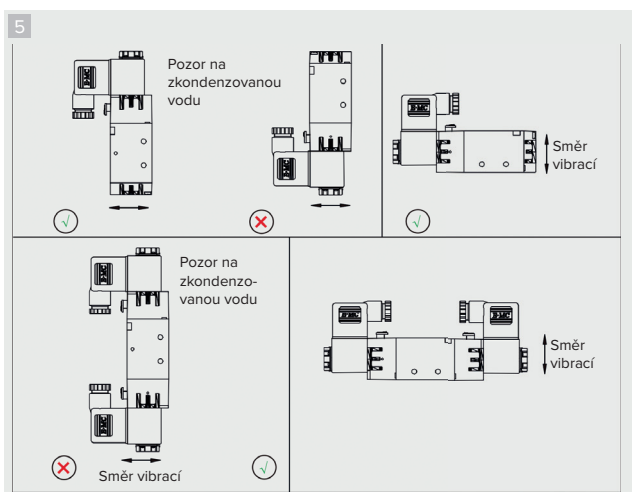 5
Pozor na
zkondenzovanou
vodu
Směr
vibrací
Pozor na
zkondenzo-
vanou vodu
Směr vibrací
Směr
vibrací